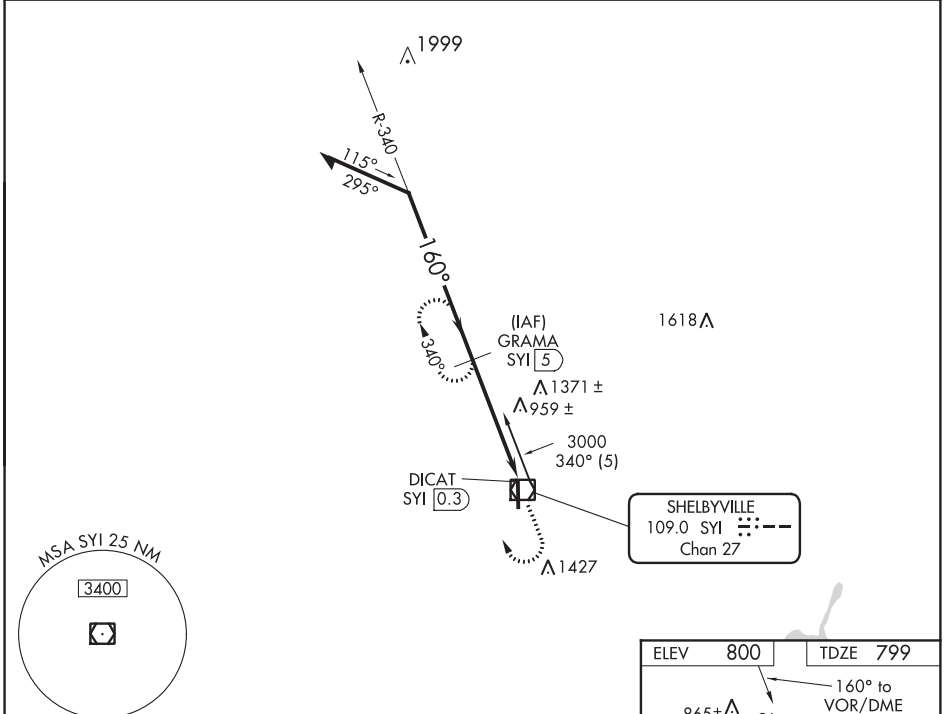 1999
R-340
115°
295°
160°
(IAF)
GRAMA
SYI 5
340°
1618
1371 ±
959 ±
3000
340° (5)
DICAT
SYI 0.3
SHELBYVILLE
109.0 SYI
Chan 27
1427
MSA SYI 25 NM
3400
ELEV 800
TDZE 799
160° to
VOR/DME
865±